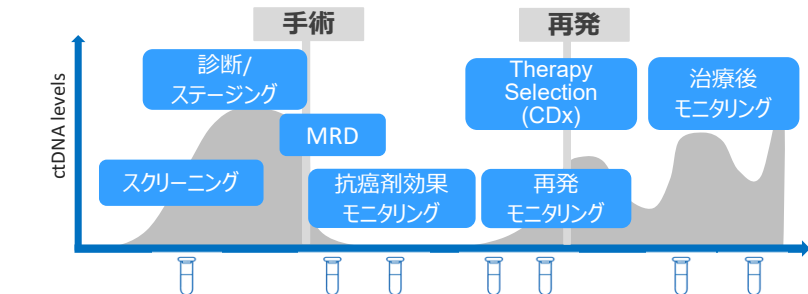 手術
再発
ctDNA levels
診断/
ステージング
Therapy
Selection
(CDx)
治療後
モニタリング
MRD
スクリーニング
抗癌剤効果
モニタリング
再発
モニタリング